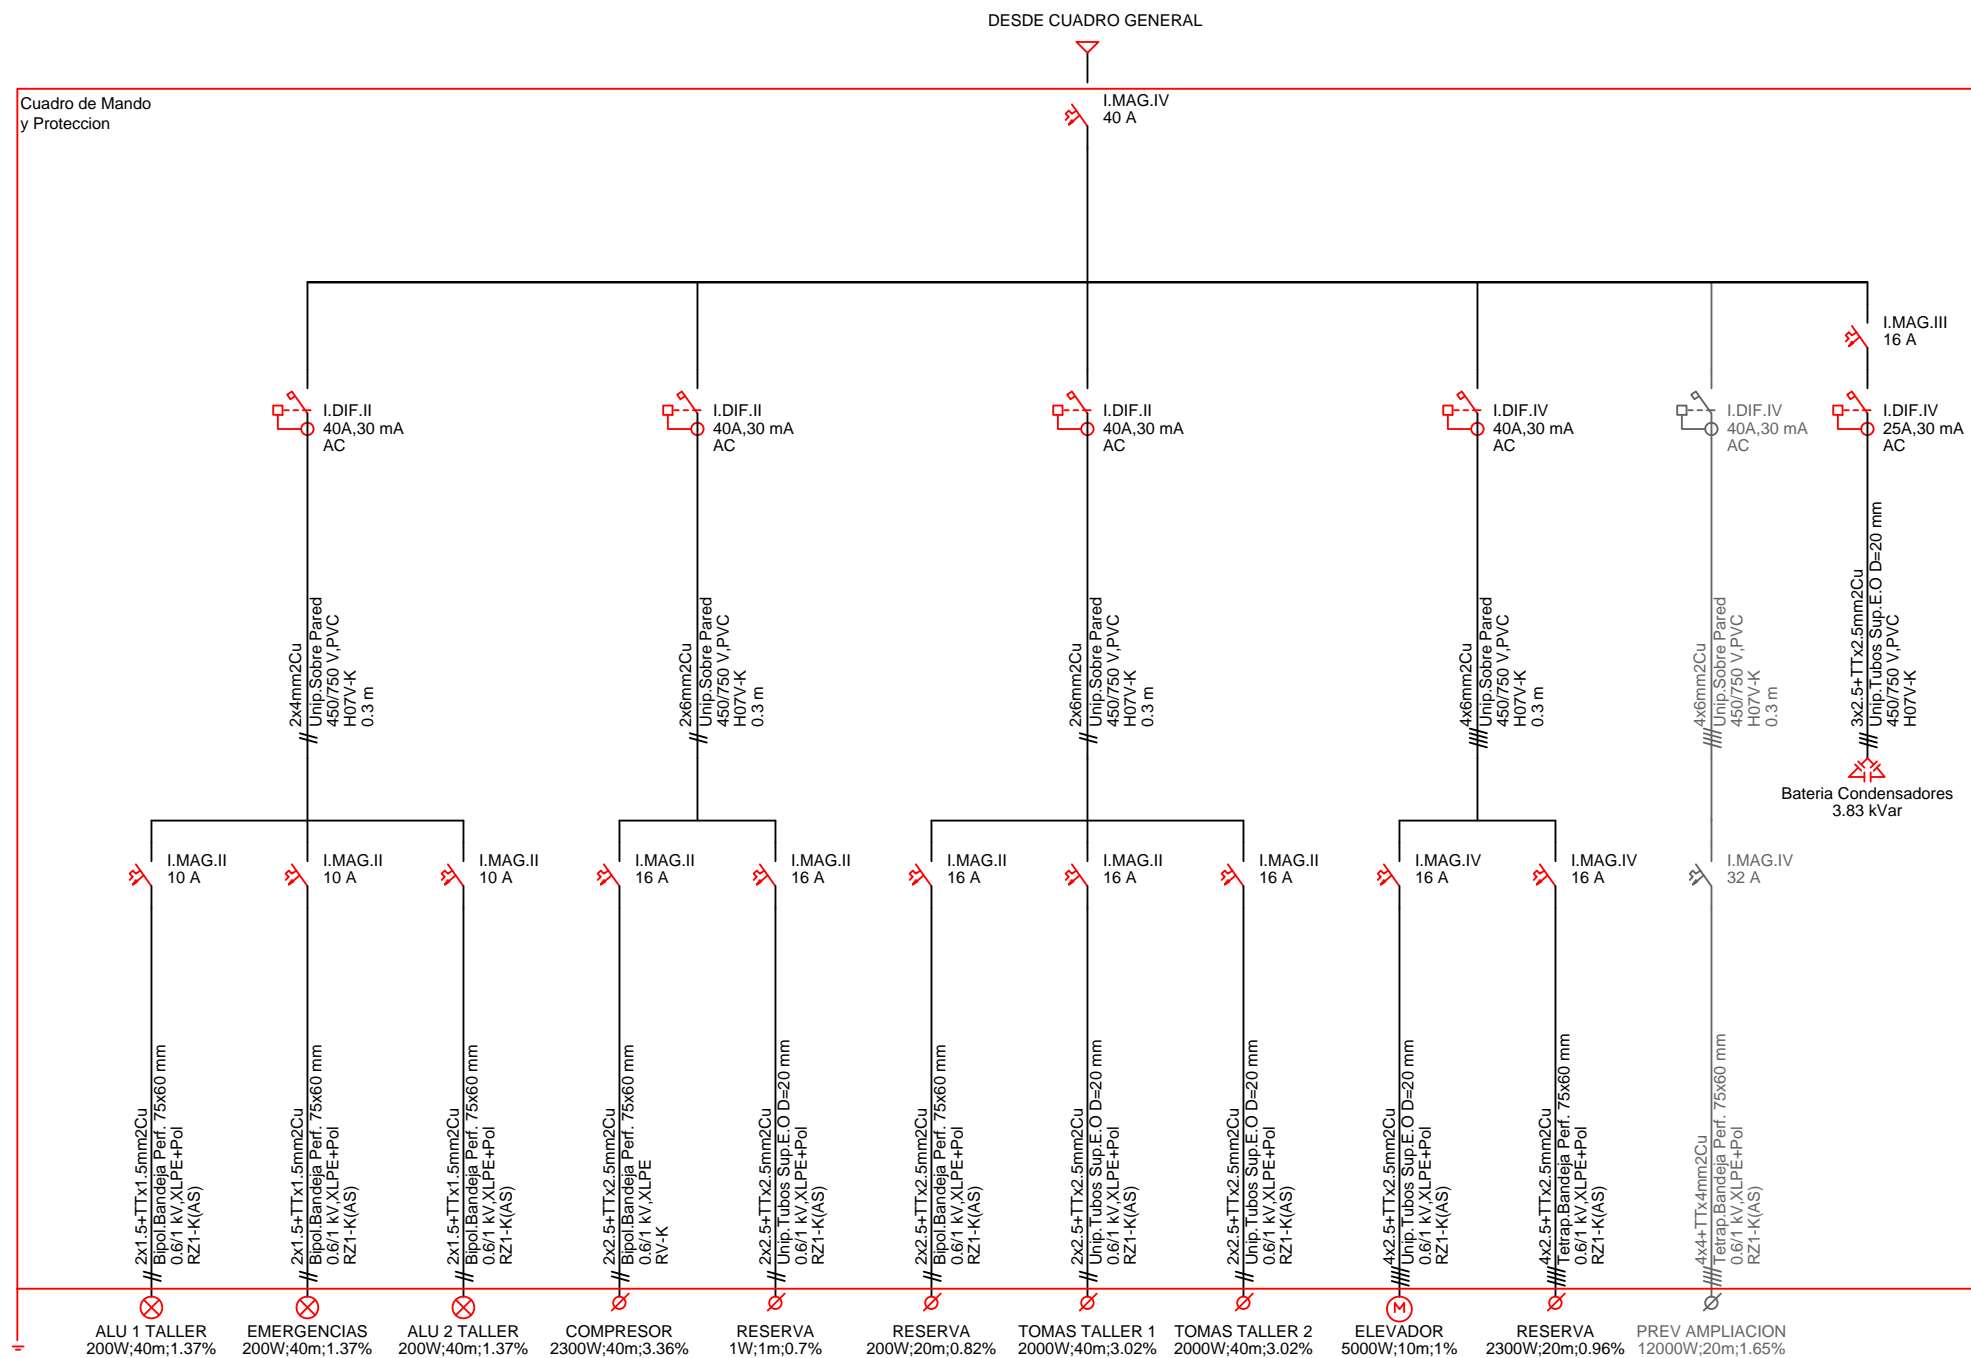 DESDE CUADRO GENERAL
Cuadro de Mando
y Proteccion
I.MAG.IV
40 A
I.MAG.III
16 A
I.DIF.II
40A,30 mA
AC
I.DIF.II
40A,30 mA
AC
I.DIF.II
40A,30 mA
AC
I.DIF.IV
40A,30 mA
AC
I.DIF.IV
40A,30 mA
AC
I.DIF.IV
25A,30 mA
AC
2x4mm2Cu
Unip.Sobre Pared
450/750 V,PVC
H07V-K
0.3 m
2x6mm2Cu
Unip.Sobre Pared
450/750 V,PVC
H07V-K
0.3 m
2x6mm2Cu
Unip.Sobre Pared
450/750 V,PVC
H07V-K
0.3 m
4x6mm2Cu
Unip.Sobre Pared
450/750 V,PVC
H07V-K
0.3 m
4x6mm2Cu
Unip.Sobre Pared
450/750 V,PVC
H07V-K
0.3 m
3x2.5+TTx2.5mm2Cu
Unip.Tubos Sup.E.O D=20 mm
450/750 V,PVC
H07V-K
Bateria Condensadores
3.83 kVar
I.MAG.II
10 A
I.MAG.II
10 A
I.MAG.II
10 A
I.MAG.II
16 A
I.MAG.II
16 A
I.MAG.II
16 A
I.MAG.II
16 A
I.MAG.II
16 A
I.MAG.IV
16 A
I.MAG.IV
16 A
I.MAG.IV
32 A
2x1.5+TTx1.5mm2Cu
Bipol.Bandeja Perf. 75x60 mm
0.6/1 kV,XLPE+Pol
RZ1-K(AS)
2x1.5+TTx1.5mm2Cu
Bipol.Bandeja Perf. 75x60 mm
0.6/1 kV,XLPE+Pol
RZ1-K(AS)
2x1.5+TTx1.5mm2Cu
Bipol.Bandeja Perf. 75x60 mm
0.6/1 kV,XLPE+Pol
RZ1-K(AS)
2x2.5+TTx2.5mm2Cu
Bipol.Bandeja Perf. 75x60 mm
0.6/1 kV,XLPE
RV-K
2x2.5+TTx2.5mm2Cu
Unip.Tubos Sup.E.O D=20 mm
0.6/1 kV,XLPE+Pol
RZ1-K(AS)
2x2.5+TTx2.5mm2Cu
Bipol.Bandeja Perf. 75x60 mm
0.6/1 kV,XLPE+Pol
RZ1-K(AS)
2x2.5+TTx2.5mm2Cu
Unip.Tubos Sup.E.O D=20 mm
0.6/1 kV,XLPE+Pol
RZ1-K(AS)
2x2.5+TTx2.5mm2Cu
Unip.Tubos Sup.E.O D=20 mm
0.6/1 kV,XLPE+Pol
RZ1-K(AS)
4x2.5+TTx2.5mm2Cu
Unip.Tubos Sup.E.O D=20 mm
0.6/1 kV,XLPE+Pol
RZ1-K(AS)
4x2.5+TTx2.5mm2Cu
Tetrap.Bandeja Perf. 75x60 mm
0.6/1 kV,XLPE+Pol
RZ1-K(AS)
4x4+TTx4mm2Cu
Tetrap.Bandeja Perf. 75x60 mm
0.6/1 kV,XLPE+Pol
RZ1-K(AS)
M
ALU 1 TALLER
200W;40m;1.37%
EMERGENCIAS
200W;40m;1.37%
ALU 2 TALLER
200W;40m;1.37%
COMPRESOR
2300W;40m;3.36%
RESERVA
1W;1m;0.7%
RESERVA
200W;20m;0.82%
TOMAS TALLER 1
2000W;40m;3.02%
TOMAS TALLER 2
2000W;40m;3.02%
ELEVADOR
5000W;10m;1%
RESERVA
2300W;20m;0.96%
PREV AMPLIACION
12000W;20m;1.65%